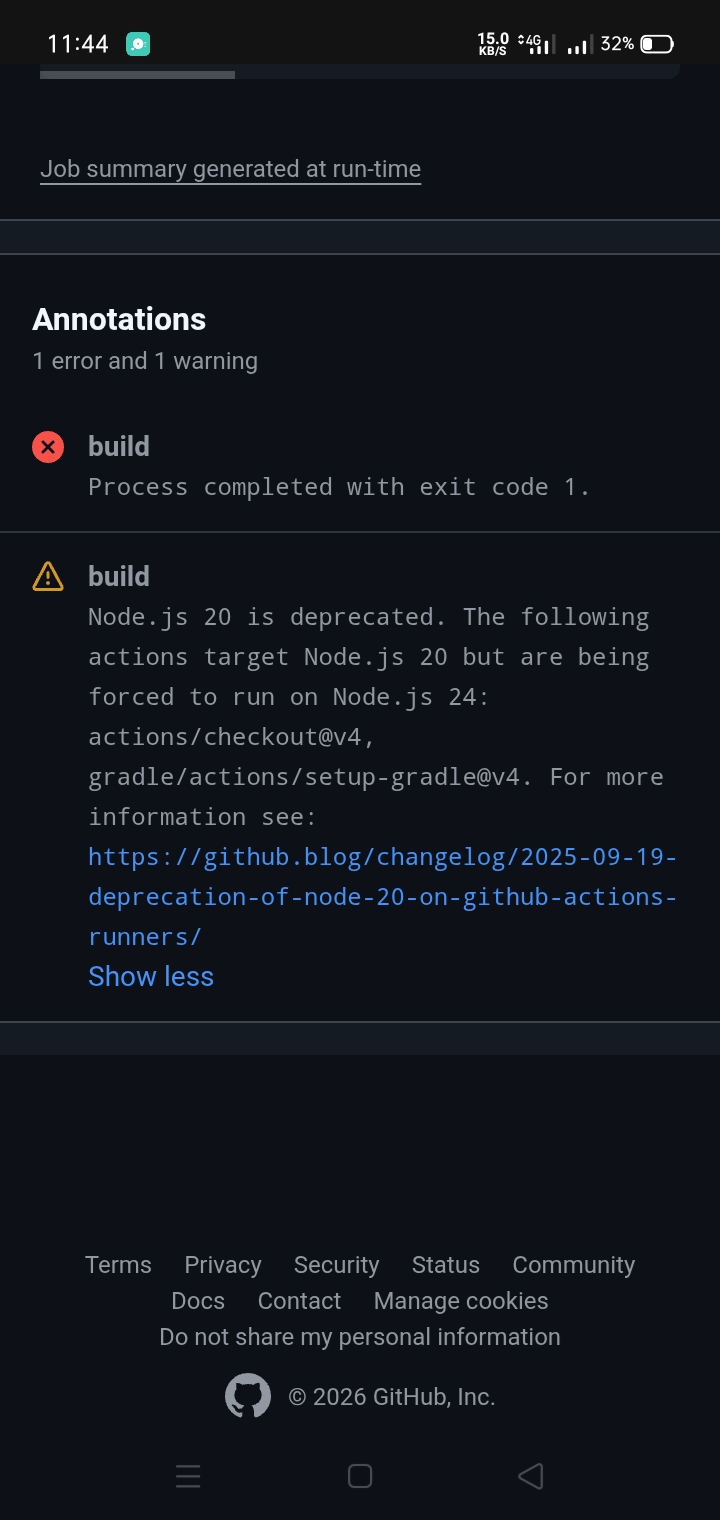 11:44
15.0 KB/S 4G 32%
Job summary generated at run-time
Annotations
1 error and 1 warning
build
Process completed with exit code 1.
build
Node.js 20 is deprecated. The following
actions target Node.js 20 but are being
forced to run on Node.js 24:
actions/checkout@v4,
gradle/actions/setup-gradle@v4. For more
information see:
https://github.blog/changelog/2025-09-19-
deprecation-of-node-20-on-github-actions-
runners/
Show less
Terms Privacy Security Status Community
Docs Contact Manage cookies
Do not share my personal information
© 2026 GitHub, Inc.